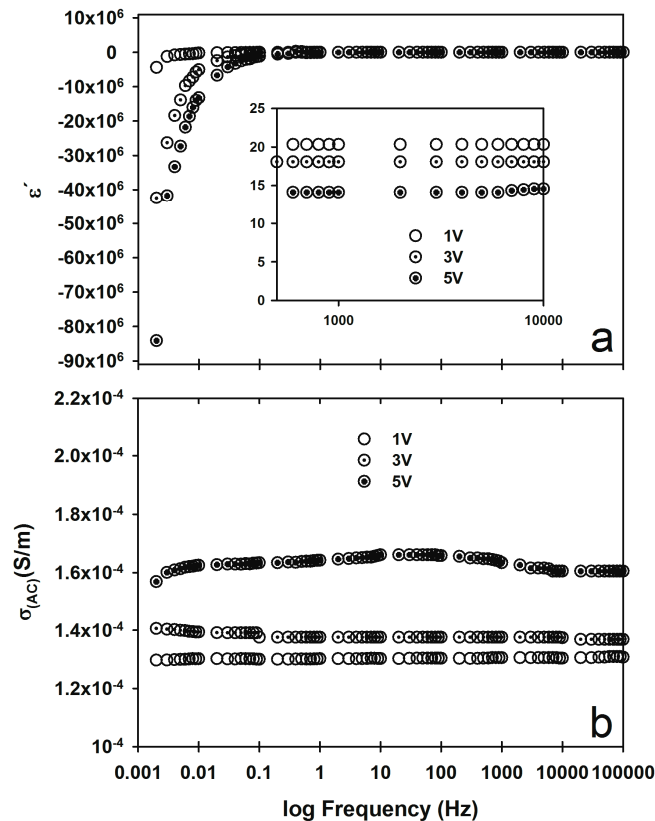 10x10⁶
0
-10x10⁶
-20x10⁶
-30x10⁶
-40x10⁶
-50x10⁶
-60x10⁶
-70x10⁶
-80x10⁶
-90x10⁶
ε´
25
20
15
10
5
0
1000 10000
1V
3V
5V
a
2.2x10⁻⁴
2.0x10⁻⁴
1.8x10⁻⁴
1.6x10⁻⁴
1.4x10⁻⁴
1.2x10⁻⁴
10⁻⁴
σ(AC)(S/m)
1V
3V
5V
b
0.001 0.01 0.1 1 10 100 1000 10000 100000
log Frequency (Hz)